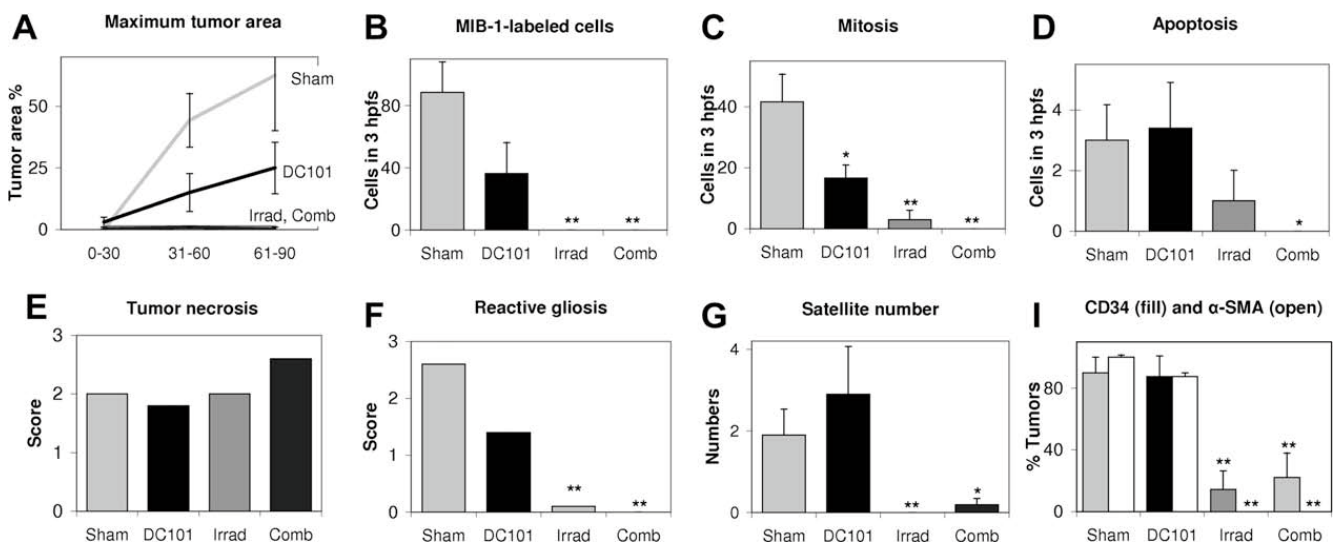 A Maximum tumor area
Tumor area %
50
25
0
Sham
DC101
Irrad, Comb
0-30 31-60 61-90
B MIB-1-labeled cells
Cells in 3 hpfs
80
40
0
** **
Sham DC101 Irrad Comb
C Mitosis
Cells in 3 hpfs
40
20
0
* ** **
Sham DC101 Irrad Comb
D Apoptosis
Cells in 3 hpfs
4
2
0
*
Sham DC101 Irrad Comb
E Tumor necrosis
Score
3
2
1
0
Sham DC101 Irrad Comb
F Reactive gliosis
Score
3
2
1
0
** **
Sham DC101 Irrad Comb
G Satellite number
Numbers
4
2
0
** *
Sham DC101 Irrad Comb
I CD34 (fill) and α-SMA (open)
% Tumors
80
40
0
** ** ** **
Sham DC101 Irrad Comb